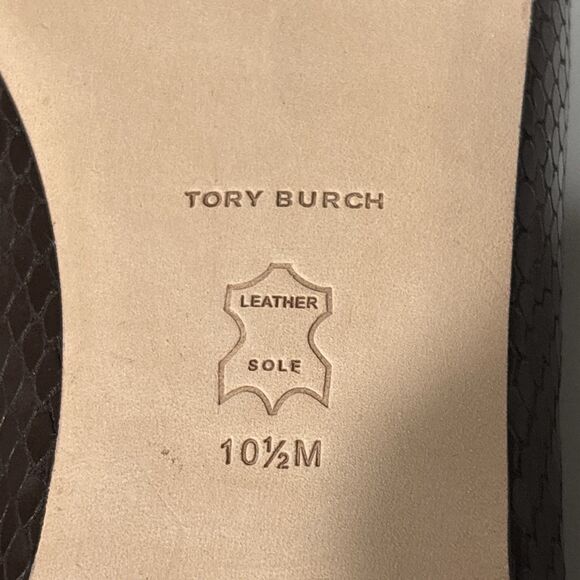 TORY BURCH
LEATHER
SOLE
10½M